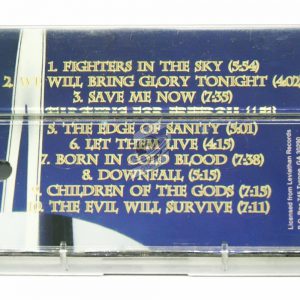 1. FIGHTERS IN THE SKY (5:54)
2. WE WILL BRING GLORY TONIGHT (4:02
3. SAVE ME NOW (7:35)
5. THE EDGE OF SANITY (5:01)
6. LET THEM LIVE (4:15)
7. BORN IN COLD BLOOD (7:38)
8. DOWNFALL (5:15)
9. CHILDREN OF THE GODS (7:15)
10. THE EVIL WILL SURVIVE (7:11)
Licensed from Leviathan Records